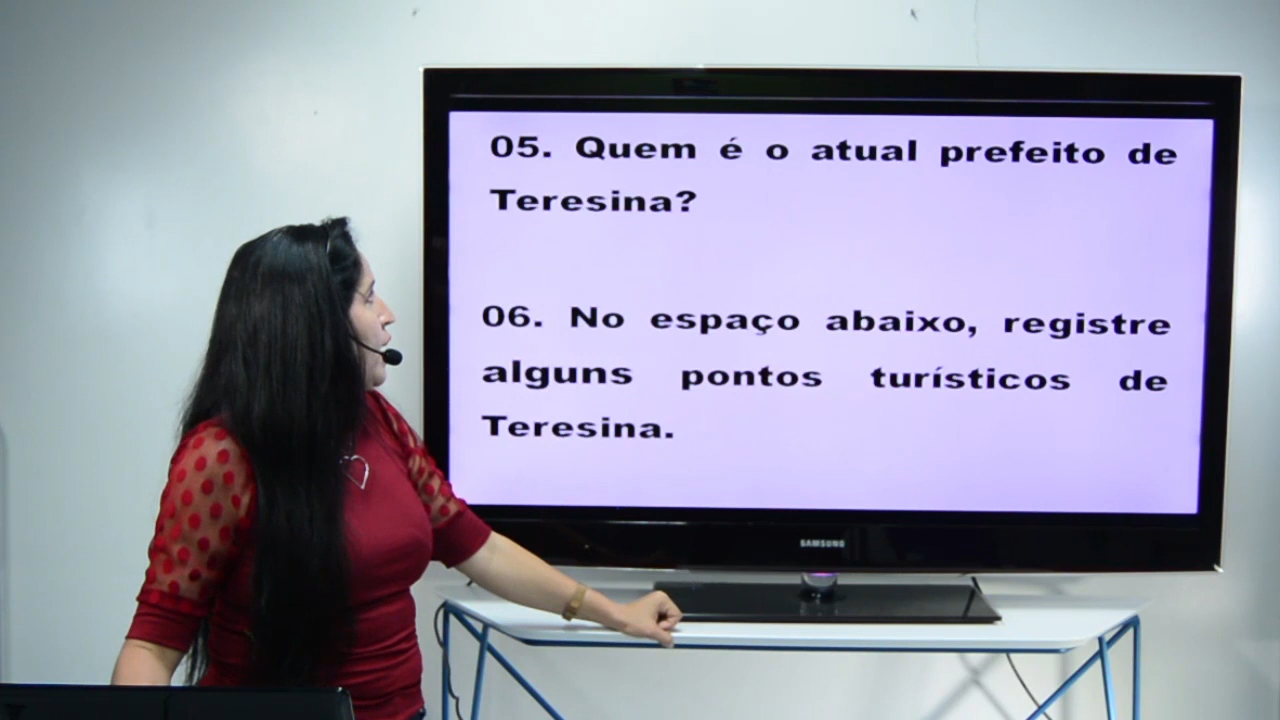 05. Quem é o atual prefeito de
Teresina?
06. No espaço abaixo, registre
alguns pontos turísticos de
Teresina.
SAMSUNG